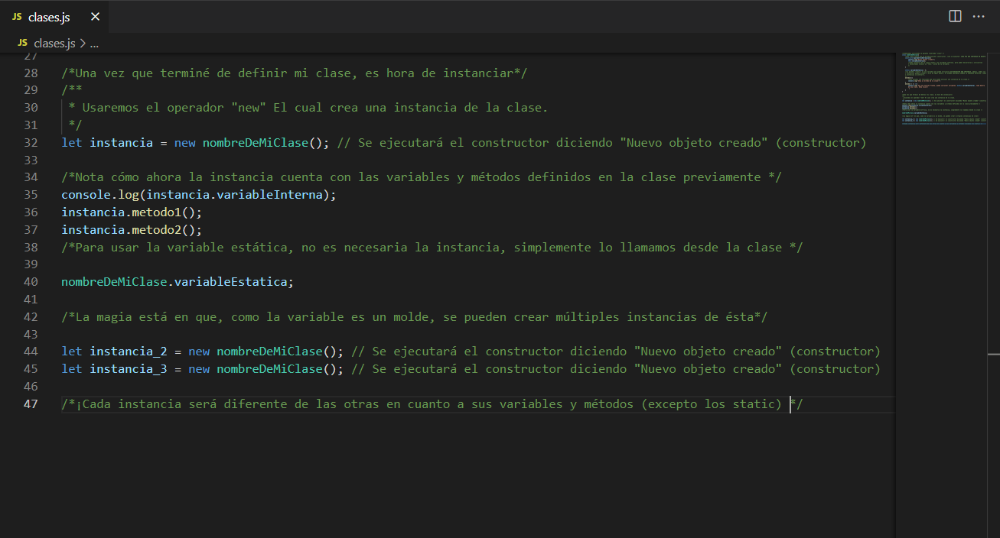 JS clases.js ×
JS clases.js > ...
27
28 /*Una vez que terminé de definir mi clase, es hora de instanciar*/
29 /**
30 * Usaremos el operador "new" El cual crea una instancia de la clase.
31 */
32 let instancia = new nombreDeMiClase(); // Se ejecutará el constructor diciendo "Nuevo objeto creado" (constructor)
33
34 /*Nota cómo ahora la instancia cuenta con las variables y métodos definidos en la clase previamente */
35 console.log(instancia.variableInterna);
36 instancia.metodo1();
37 instancia.metodo2();
38 /*Para usar la variable estática, no es necesaria la instancia, simplemente lo llamamos desde la clase */
39
40 nombreDeMiClase.variableEstatica;
41
42 /*La magia está en que, como la variable es un molde, se pueden crear múltiples instancias de ésta*/
43
44 let instancia_2 = new nombreDeMiClase(); // Se ejecutará el constructor diciendo "Nuevo objeto creado" (constructor)
45 let instancia_3 = new nombreDeMiClase(); // Se ejecutará el constructor diciendo "Nuevo objeto creado" (constructor)
46
47 /*¡Cada instancia será diferente de las otras en cuanto a sus variables y métodos (excepto los static) */